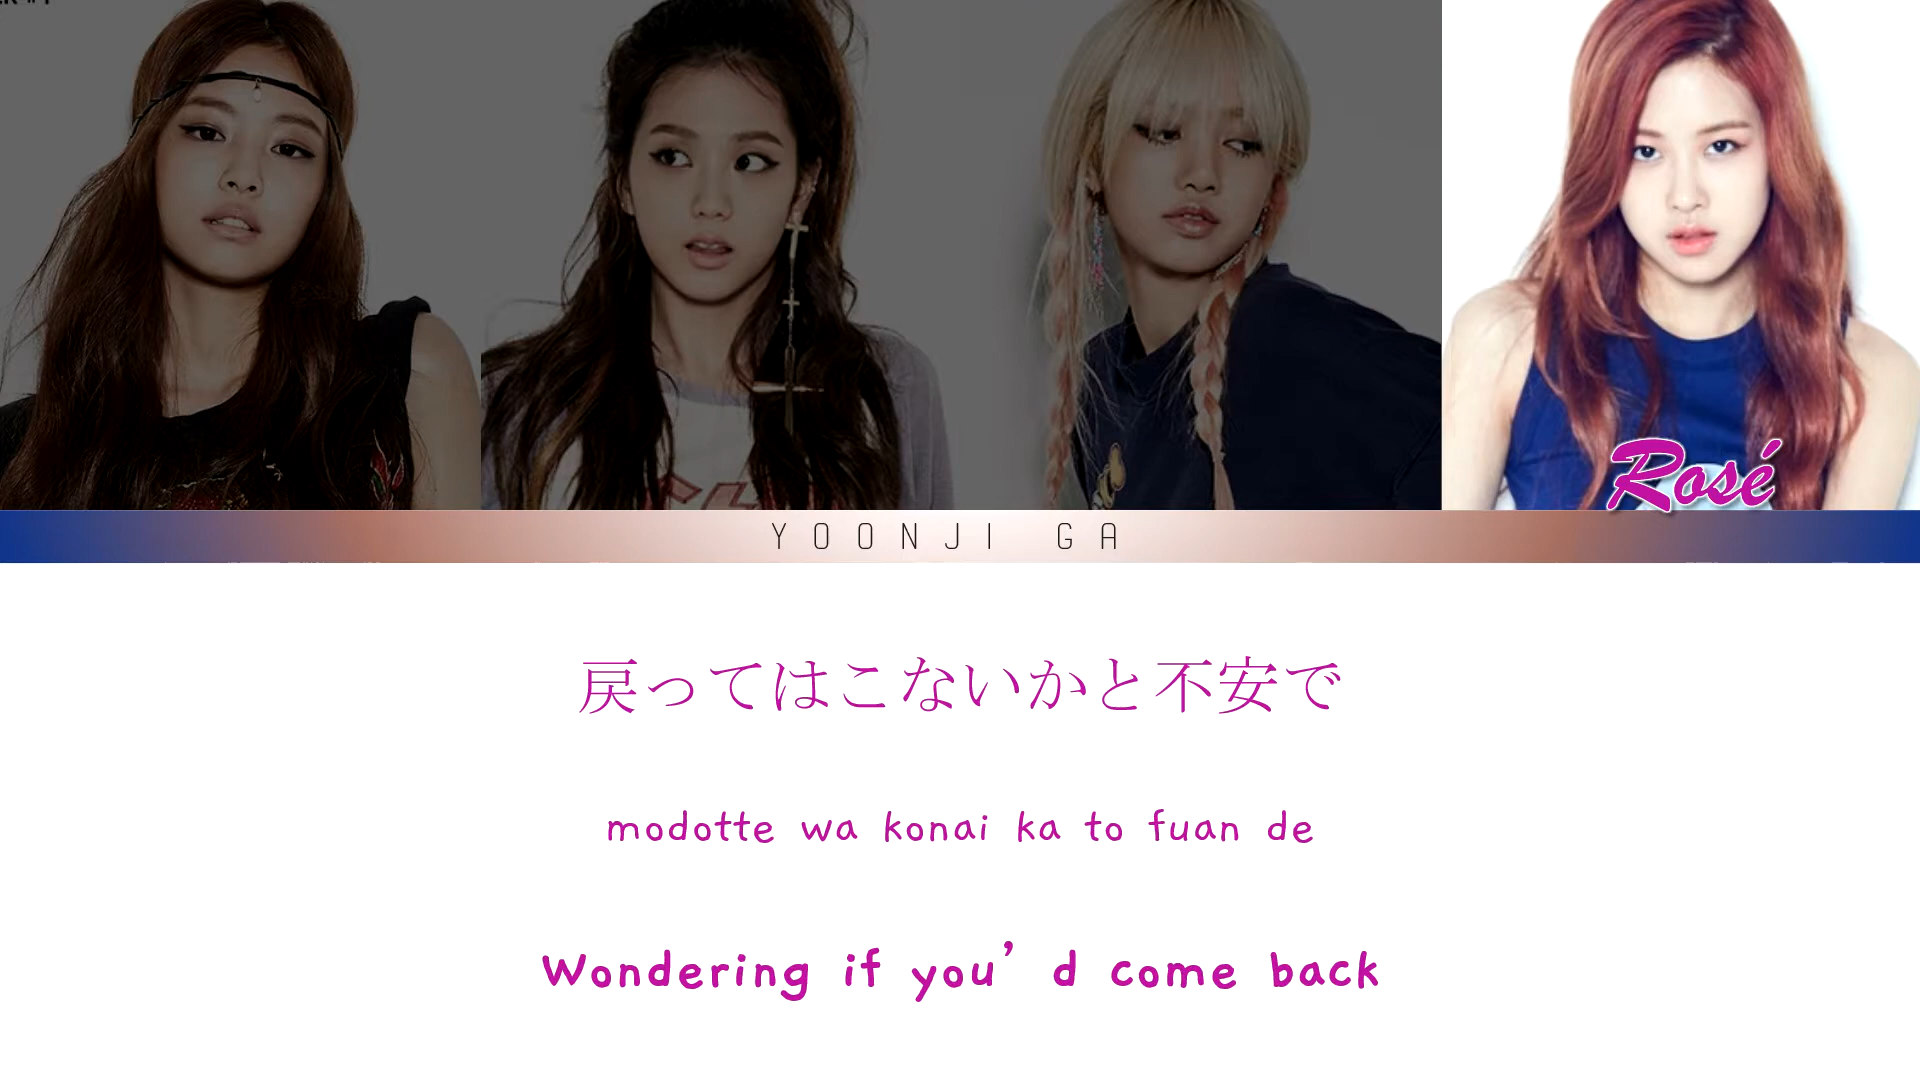 Rosé
YOONJI GA
戻ってはこないかと不安で
modotte wa konai ka to fuan de
Wondering if you’d come back